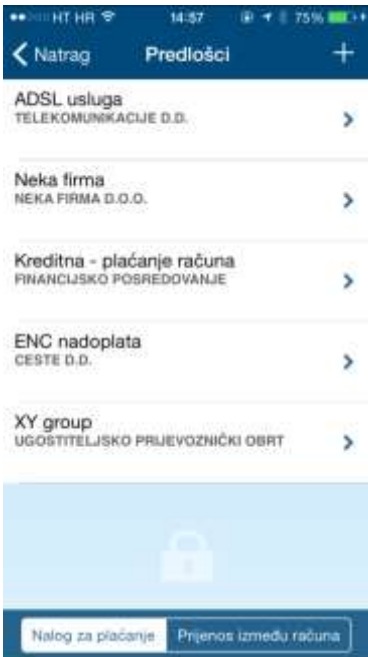 HT HR 14:57 75%
Natrag Predlošci +
ADSL usluga
TELEKOMUNIKACIJE D.D.
Neka firma
NEKA FIRMA D.O.O.
Kreditna - plaćanje računa
FINANCIJSKO POSREDOVANJE
ENC nadoplata
CESTE D.D.
XY group
UGOSTITELJSKO PRIJEVOZNIČKI OBRT
Nalog za plaćanje Prijenos između računa